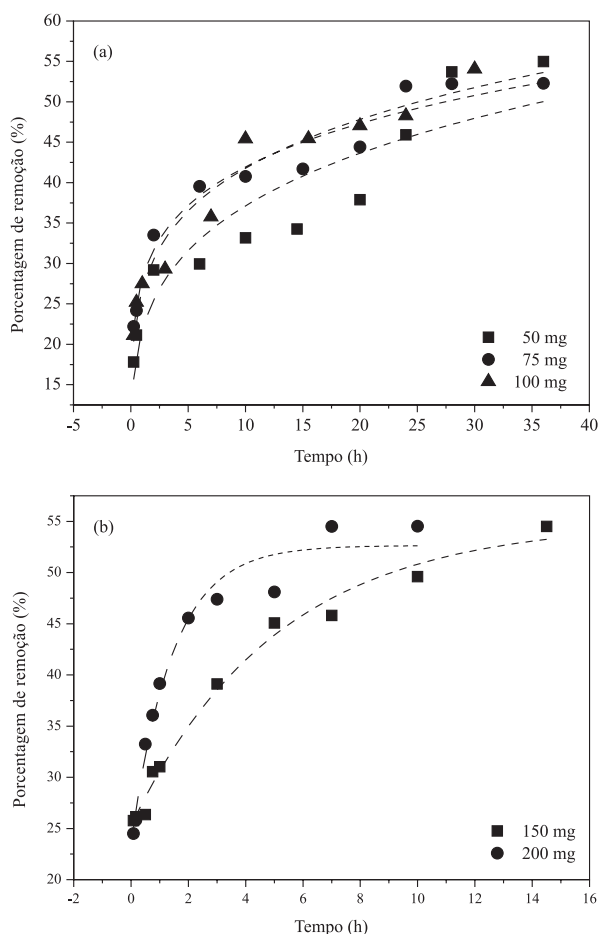 60
(a)
55
50
45
40
35
30
25
20
15
Porcentagem de remoção (%)
50 mg
75 mg
100 mg
-5 0 5 10 15 20 25 30 35 40
Tempo (h)
(b)
55
50
45
40
35
30
25
20
Porcentagem de remoção (%)
150 mg
200 mg
-2 0 2 4 6 8 10 12 14 16
Tempo (h)